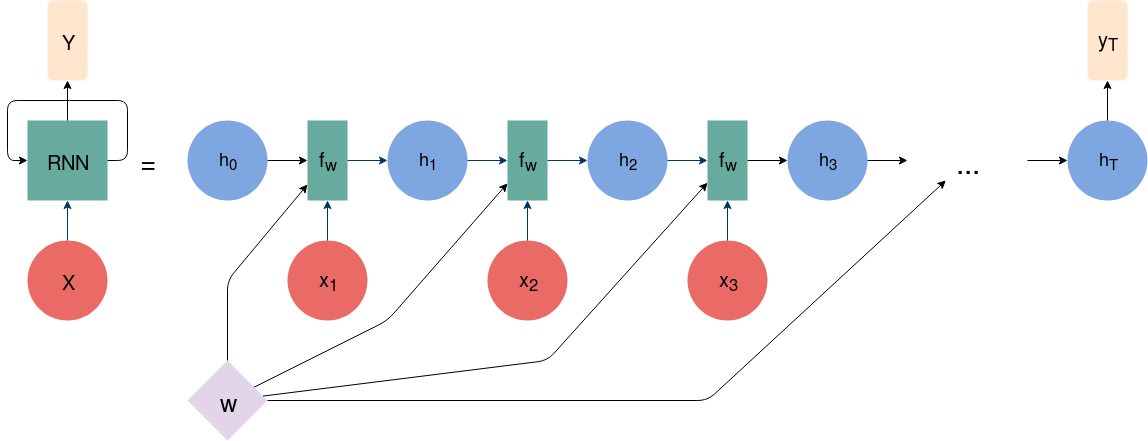 Y
y_T
RNN
=
h_0
f_w
h_1
f_w
h_2
f_w
h_3
...
h_T
X
x_1
x_2
x_3
w